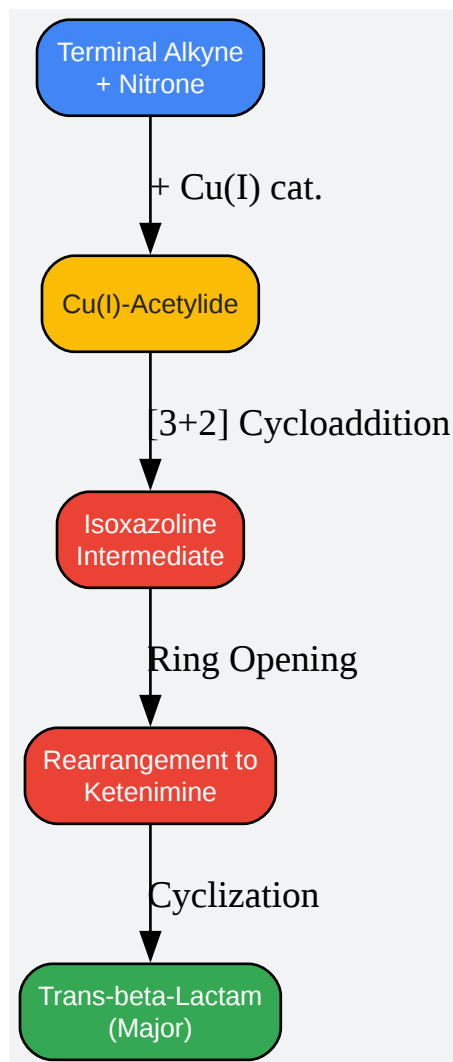 Terminal Alkyne
+ Nitrone
+ Cu(I) cat.
Cu(I)-Acetylide
[3+2] Cycloaddition
Isoxazoline
Intermediate
Ring Opening
Rearrangement to
Ketenimine
Cyclization
Trans-beta-Lactam
(Major)